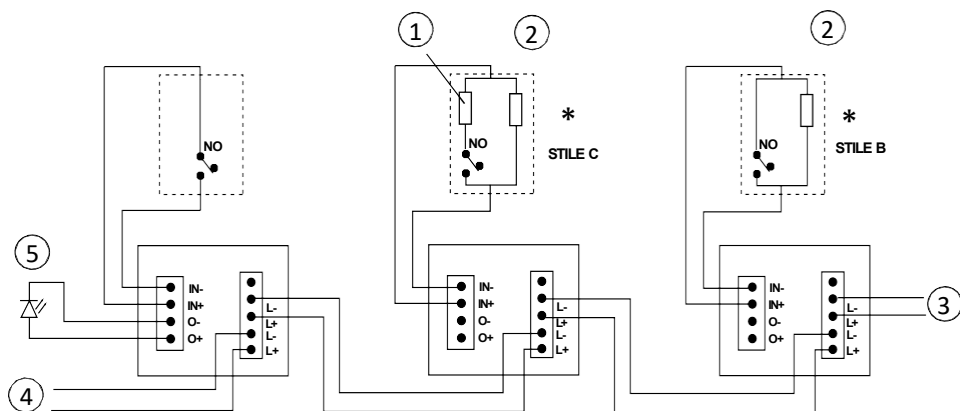 1
2
2
*
*
NO
NO
NO
STILE C
STILE B
5
IN-
IN+
O-
O+
L-
L+
L-
L+
IN-
IN+
O-
O+
L-
L+
L-
L+
IN-
IN+
O-
O+
L-
L+
L-
L+
3
4